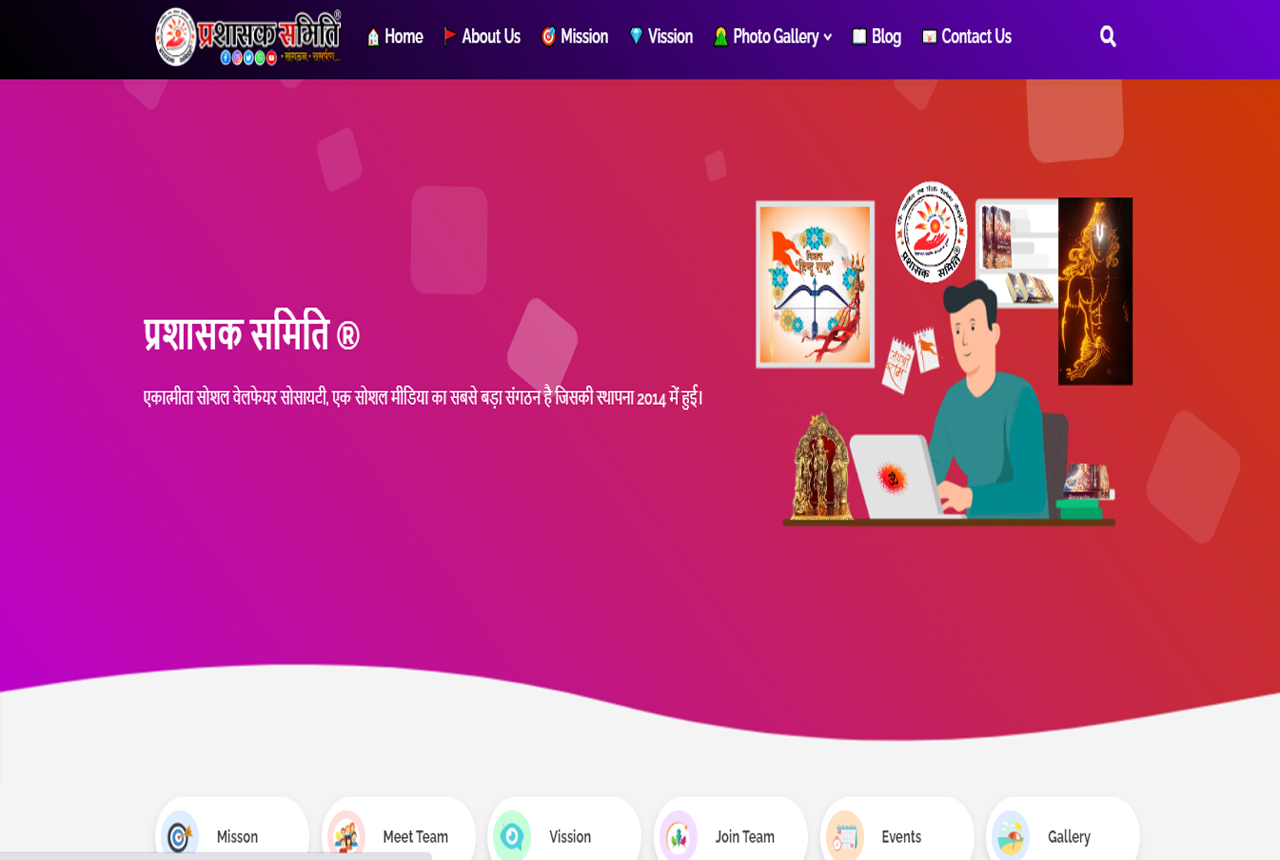 प्रशासक समिति®
Home
About Us
Mission
Vission
Photo Gallery
Blog
Contact Us
संगठन - समर्पण...
प्रशासक समिति ®
एकात्मीता सोशल वेलफेयर सोसायटी, एक सोशल मीडिया का सबसे बड़ा संगठन है जिसकी स्थापना 2014 में हुई।
प्रशासक समिति®
मिशन
"हिन्दू राष्ट्र"
जयश्री
राम
ॐ
Misson
Meet Team
Vission
Join Team
Events
Gallery